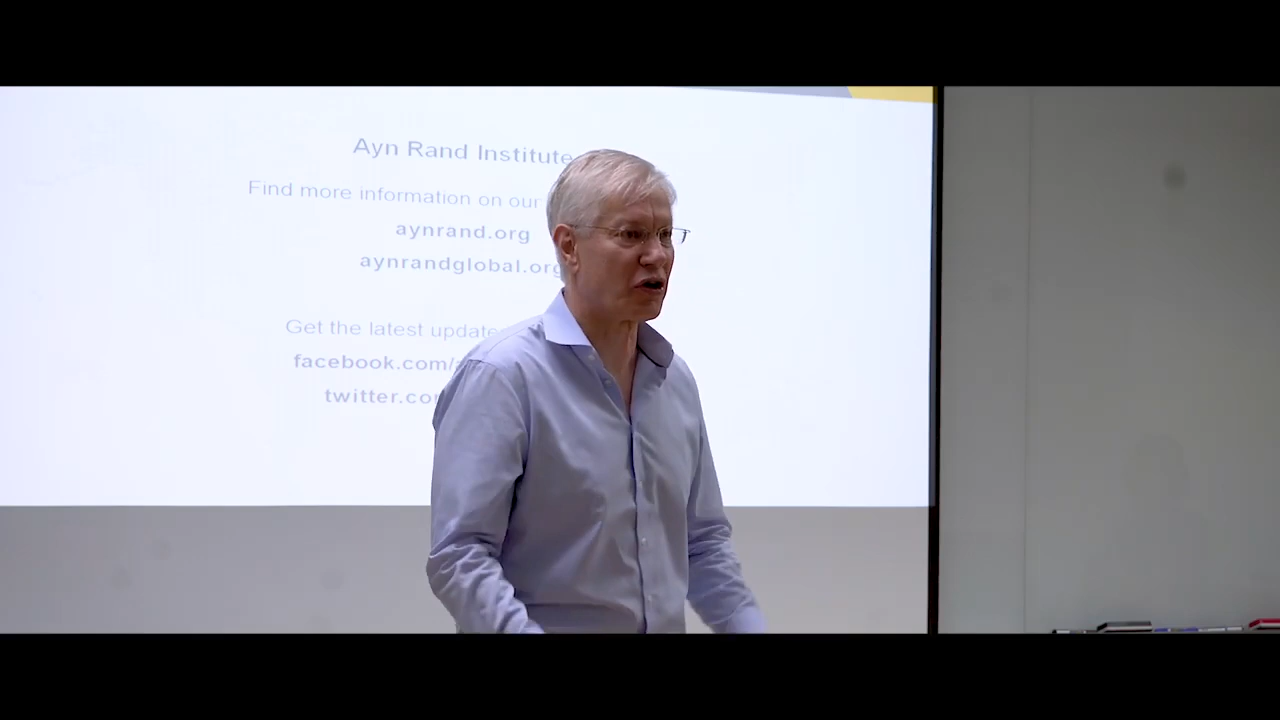 Ayn Rand Institute
Find more information on our
aynrand.org
aynrandglobal.org
Get the latest update
facebook.com/
twitter.co